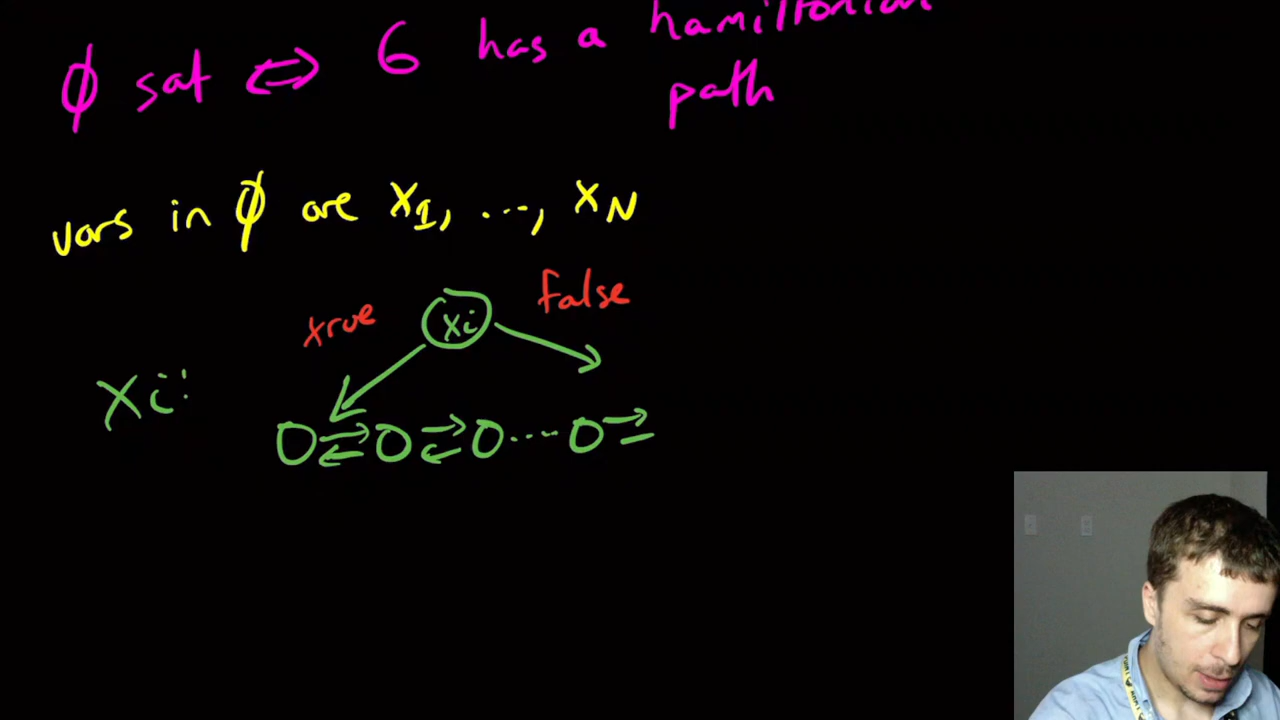 ϕ sat ⇔ G has a hamiltonian
path
vars in ϕ are x1, ..., xN
true
false
xi
Xi: